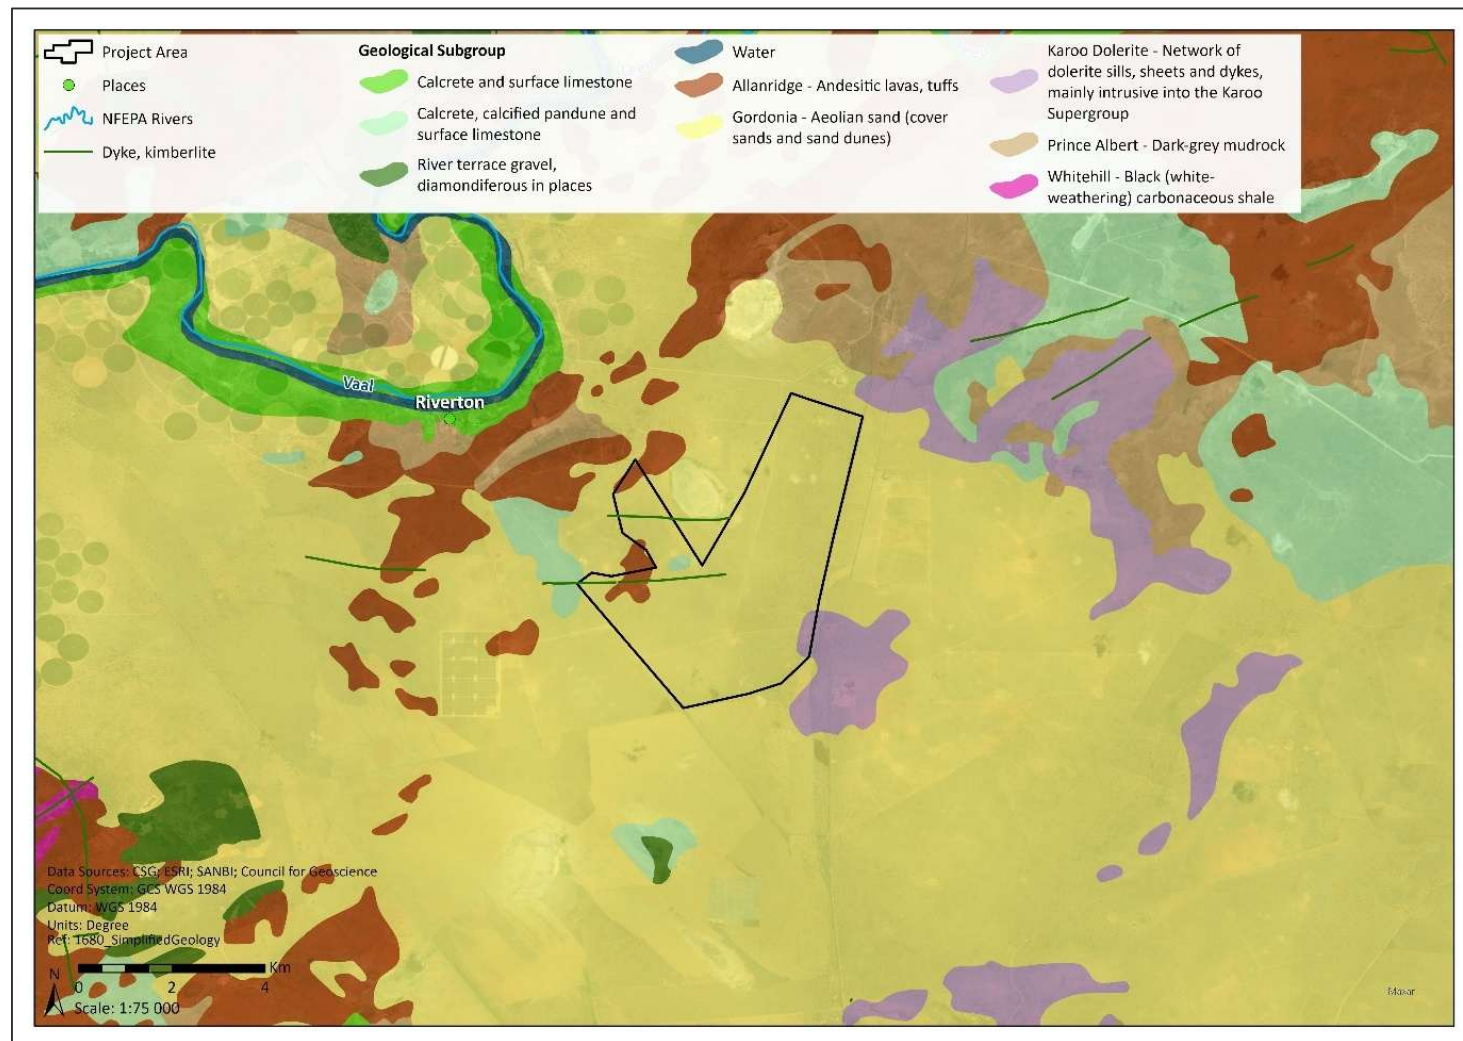 Project Area
Places
NFEPA Rivers
Dyke, kimberlite
Geological Subgroup
Calcrete and surface limestone
Calcrete, calcified pandune and
surface limestone
River terrace gravel,
diamondiferous in places
Water
Allanridge - Andesitic lavas, tuffs
Gordonia - Aeolian sand (cover
sands and sand dunes)
Karoo Dolerite - Network of
dolerite sills, sheets and dykes,
mainly intrusive into the Karoo
Supergroup
Prince Albert - Dark-grey mudrock
Whitehill - Black (white-
weathering) carbonaceous shale
Vaal
Riverton
Data Sources: CSG; ESRI; SANBI; Council for Geoscience
Coord System: GCS WGS 1984
Datum: WGS 1984
Units: Degree
Ref: 1680_SimplifiedGeology
N
Km
0 2 4
Scale: 1:75 000
Maxar